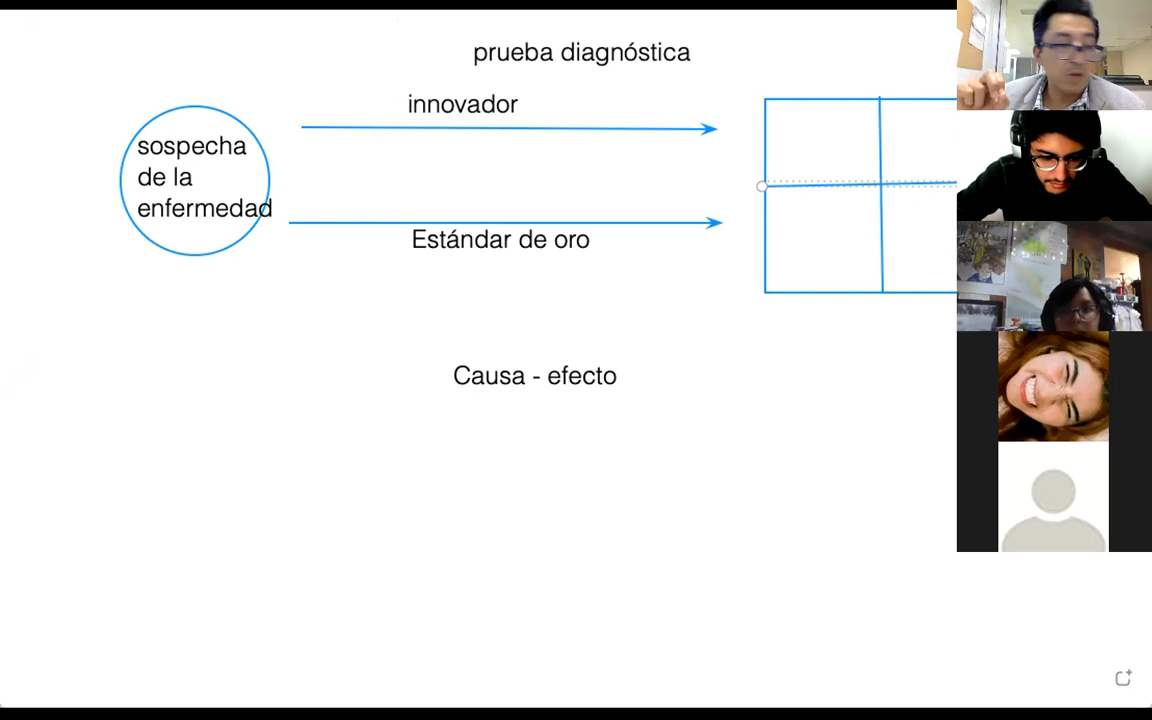 prueba diagnóstica
innovador
sospecha
de la
enfermedad
Estándar de oro
Causa - efecto